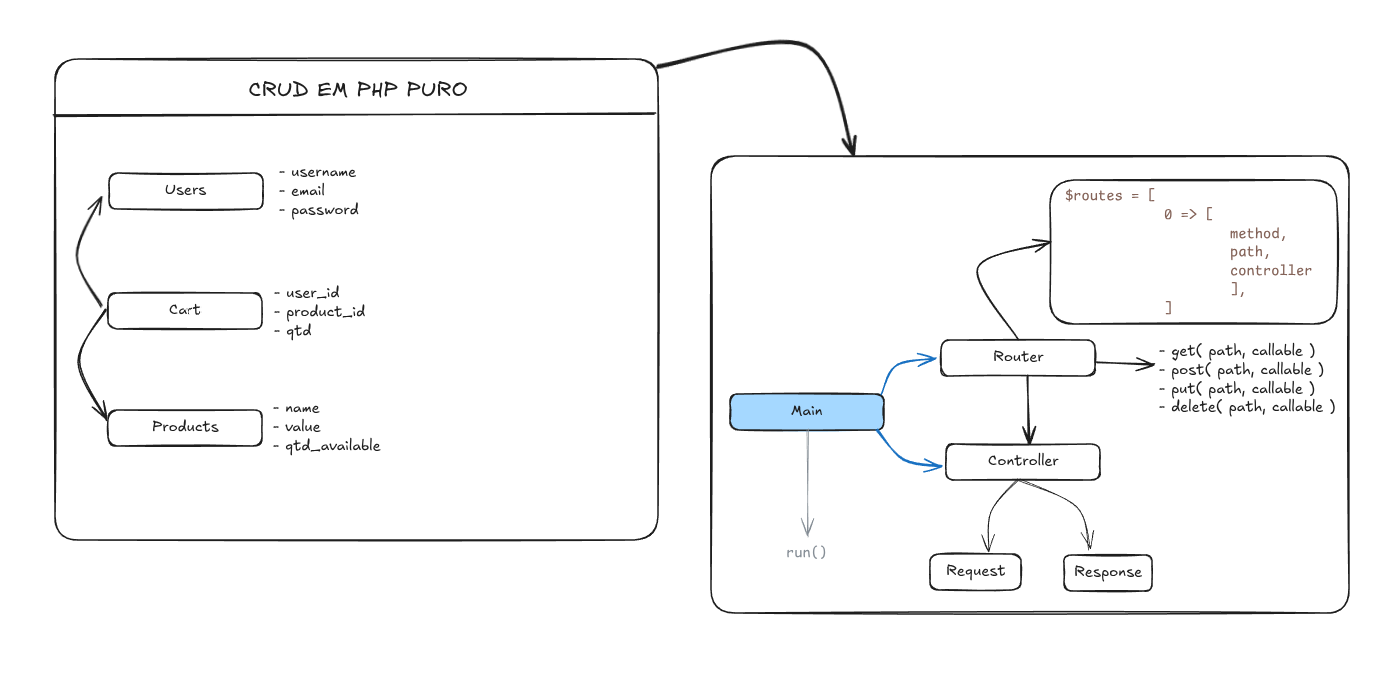 CRUD EM PHP PURO
Users
- username
- email
- password
Cart
- user_id
- product_id
- qtd
Products
- name
- value
- qtd_available
$routes = [
0 => [
method,
path,
controller
],
]
Router
- get( path, callable )
- post( path, callable )
- put( path, callable )
- delete( path, callable )
Main
Controller
run()
Request
Response